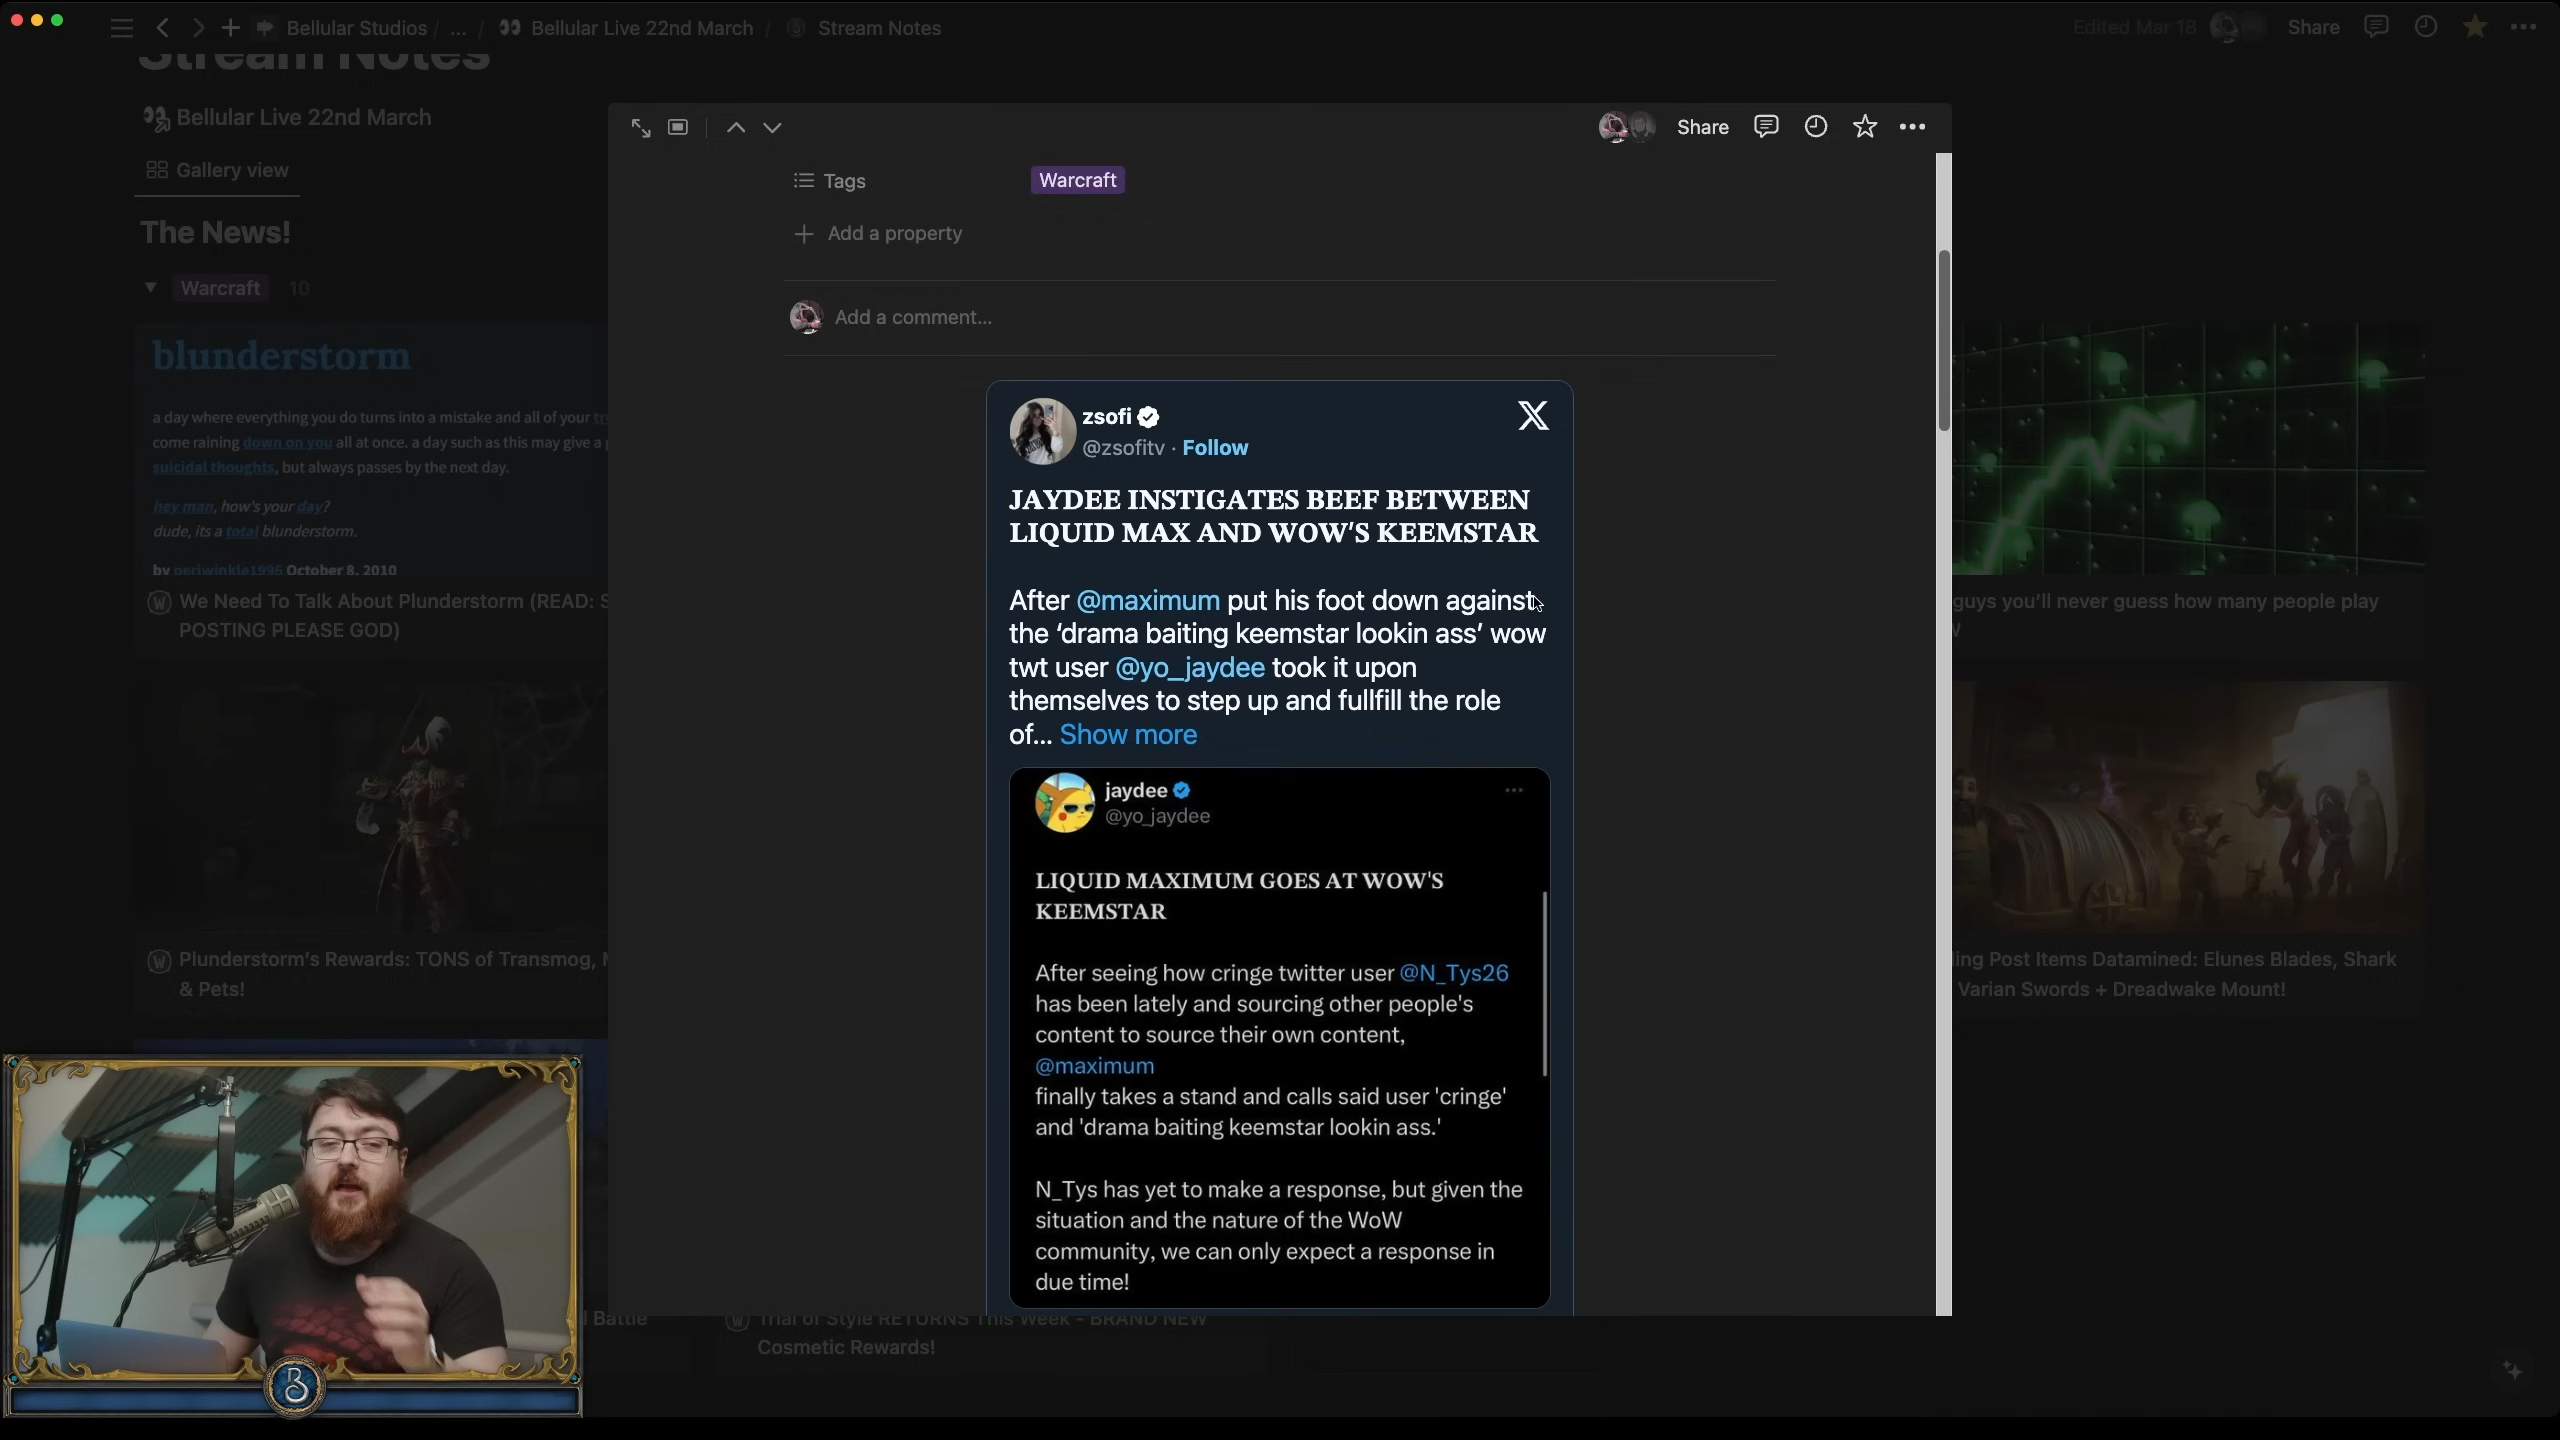 Bellular Studios / ... / Bellular Live 22nd March / Stream Notes
Edited Mar 18
Share
Stream Notes
Bellular Live 22nd March
Gallery view
The News!
Warcraft 10
blunderstorm
a day where everything you do turns into a mistake and all of your
come raining down on you all at once. a day such as this may give a
suicidal thoughts, but always passes by the next day.
hey man, how's your day?
dude, its a total blunderstorm.
by periwinkle1996 October 8, 2010
We Need To Talk About Plunderstorm (READ:
POSTING PLEASE GOD)
Plunderstorm's Rewards: TONS of Transmog,
& Pets!
Share
Tags
Warcraft
Add a property
Add a comment...
zsofi
@zsofitv · Follow
JAYDEE INSTIGATES BEEF BETWEEN
LIQUID MAX AND WOW'S KEEMSTAR
After @maximum put his foot down against
the ‘drama baiting keemstar lookin ass’ wow
twt user @yo_jaydee took it upon
themselves to step up and fullfill the role
of... Show more
jaydee
@yo_jaydee
LIQUID MAXIMUM GOES AT WOW'S
KEEMSTAR
After seeing how cringe twitter user @N_Tys26
has been lately and sourcing other people's
content to source their own content,
@maximum
finally takes a stand and calls said user 'cringe'
and 'drama baiting keemstar lookin ass.'
N_Tys has yet to make a response, but given the
situation and the nature of the WoW
community, we can only expect a response in
due time!
guys you'll never guess how many people play
ing Post Items Datamined: Elunes Blades, Shark
Varian Swords + Dreadwake Mount!
Battle
Trial of Style RETURNS This Week - BRAND NEW
Cosmetic Rewards!
B